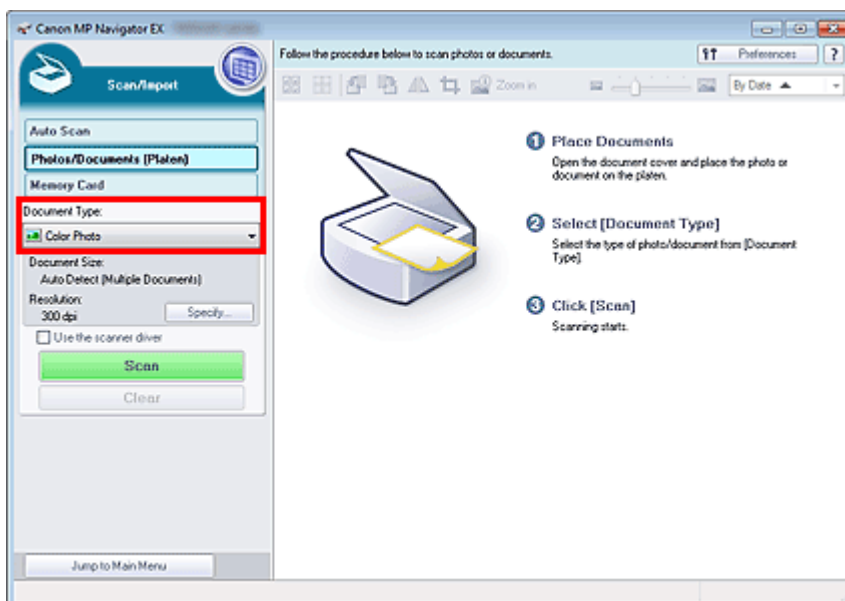 Canon MP Navigator EX
Scan/Import
Auto Scan
Photos/Documents (Platen)
Memory Card
Document Type:
Color Photo
Document Size:
Auto Detect (Multiple Documents)
Resolution:
300 dpi
Specify...
Use the scanner driver
Scan
Clear
Jump to Main Menu
Follow the procedure below to scan photos or documents.
Preferences
?
Zoom in
By Date
1 Place Documents
Open the document cover and place the photo or
document on the platen.
2 Select [Document Type]
Select the type of photo/document from [Document
Type]
3 Click [Scan]
Scanning starts.